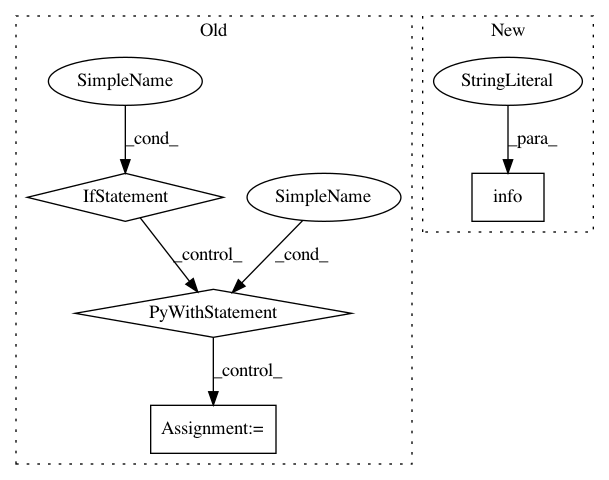 Old
New
SimpleName
StringLiteral
_cond_
_para_
IfStatement
SimpleName
info
_control_
_cond_
PyWithStatement
_control_
Assignment:=